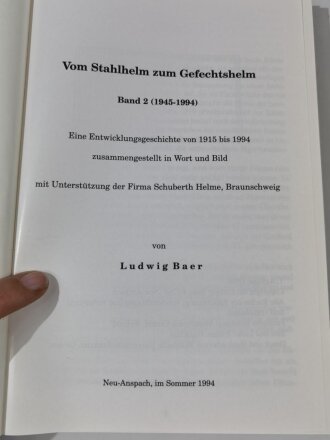 Vom Stahlhelm zum Gefechtshelm
Band 2 (1945-1994)
Eine Entwicklungsgeschichte von 1915 bis 1994
zusammengestellt in Wort und Bild
mit Unterstützung der Firma Schuberth Helme, Braunschweig
von
Ludwig Baer
Neu-Anspach, im Sommer 1994